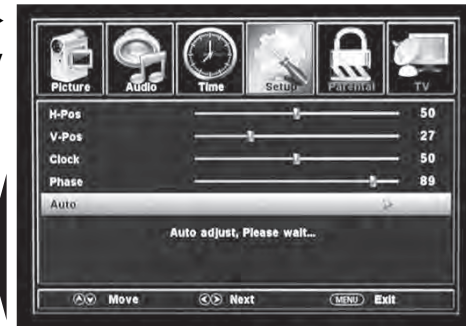 Picture Audio Time Setup Parental TV
H-Pos 50
V-Pos 27
Clock 50
Phase 89
Auto
Auto adjust, Please wait...
Move Next MENU Exit